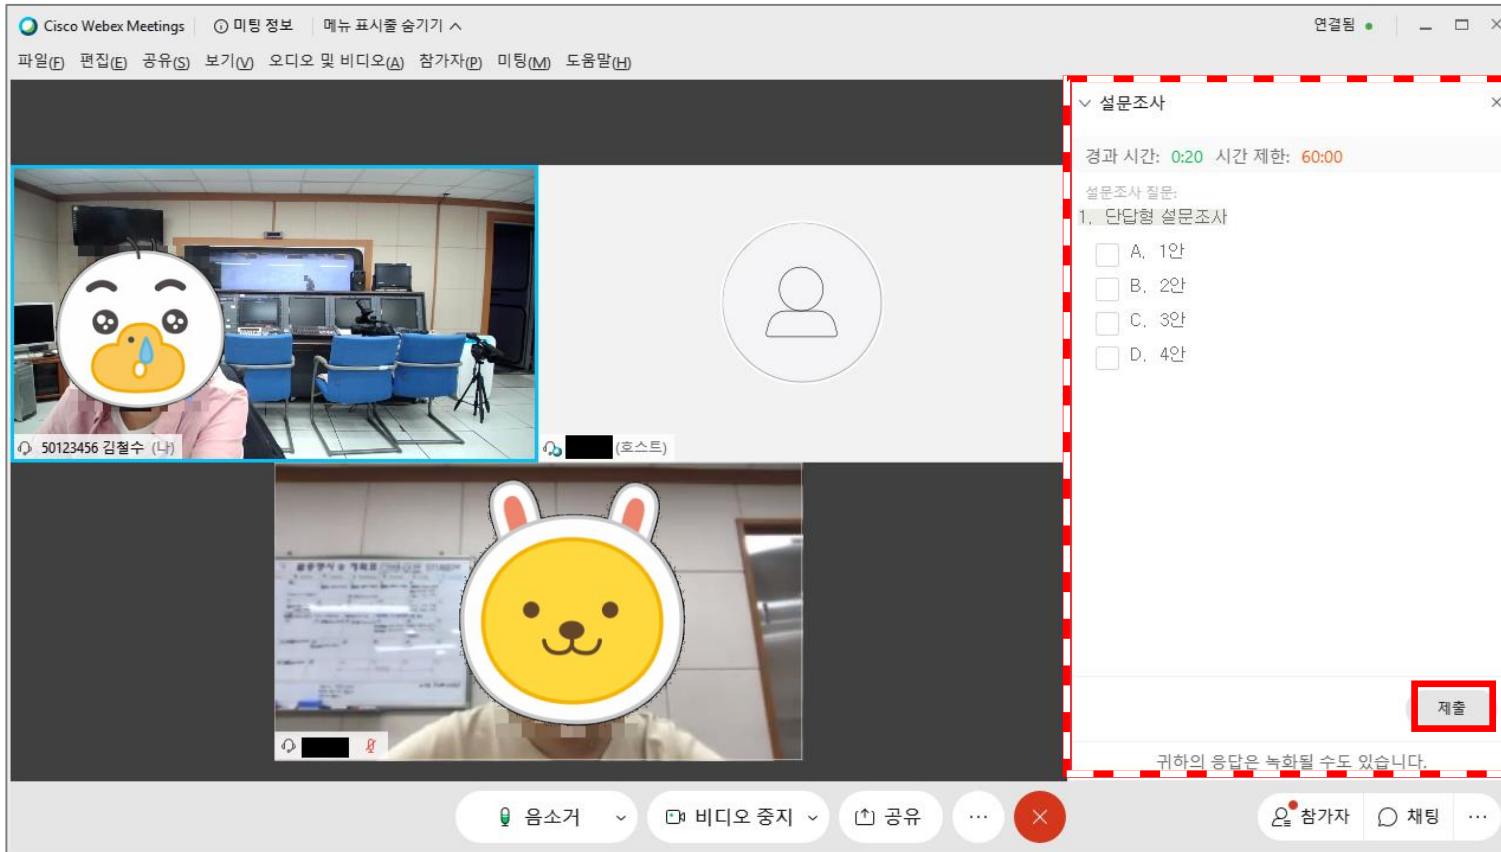 Cisco Webex Meetings 미팅 정보 메뉴 표시줄 숨기기 연결됨
파일(F) 편집(E) 공유(S) 보기(V) 오디오 및 비디오(A) 참가자(P) 미팅(M) 도움말(H)
설문조사
경과 시간: 0:20 시간 제한: 60:00
설문조사 질문:
1. 단답형 설문조사
A. 1안
B. 2안
C. 3안
D. 4안
50123456 김철수 (나)
(호스트)
제출
귀하의 응답은 녹화될 수도 있습니다.
음소거 비디오 중지 공유 참가자 채팅